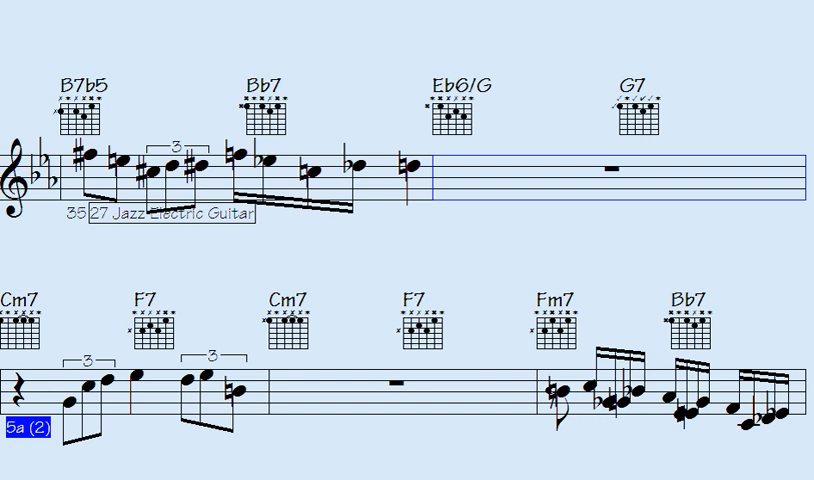 B7b5 Bb7 Eb6/G G7
3
35 27 Jazz Electric Guitar
Cm7 F7 Cm7 F7 Fm7 Bb7
3 3
5a (2)